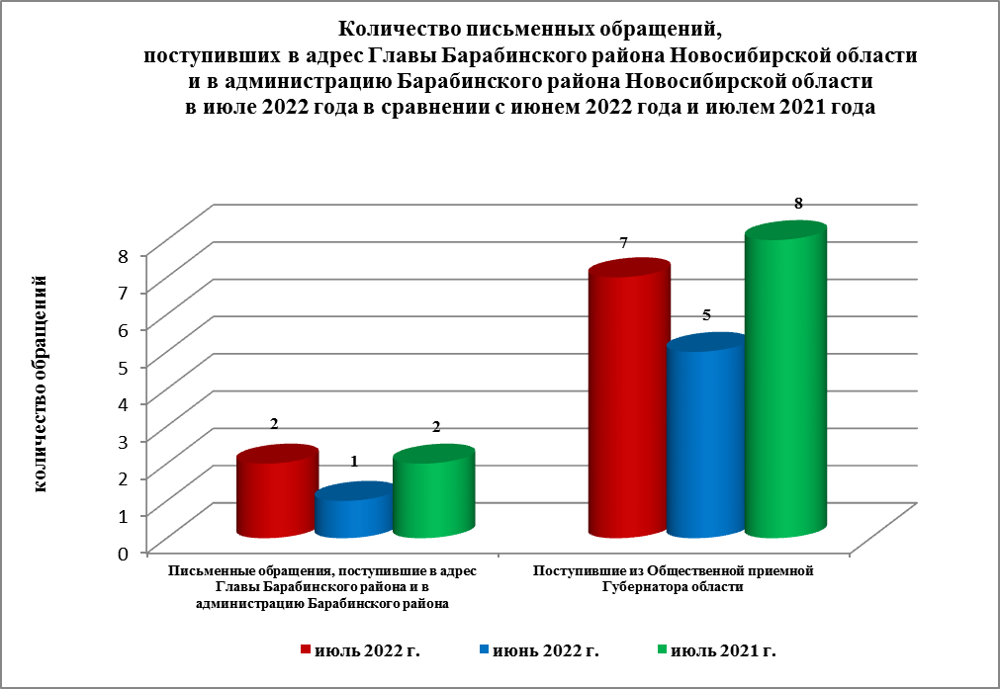 Количество письменных обращений,
поступивших в адрес Главы Барабинского района Новосибирской области
и в администрацию Барабинского района Новосибирской области
в июле 2022 года в сравнении с июнем 2022 года и июлем 2021 года
количество обращений
8
7
6
5
4
3
2
1
0
2
1
2
7
5
8
Письменные обращения, поступившие в адрес
Главы Барабинского района и в
администрацию Барабинского района
Поступившие из Общественной приемной
Губернатора области
июль 2022 г.
июнь 2022 г.
июль 2021 г.